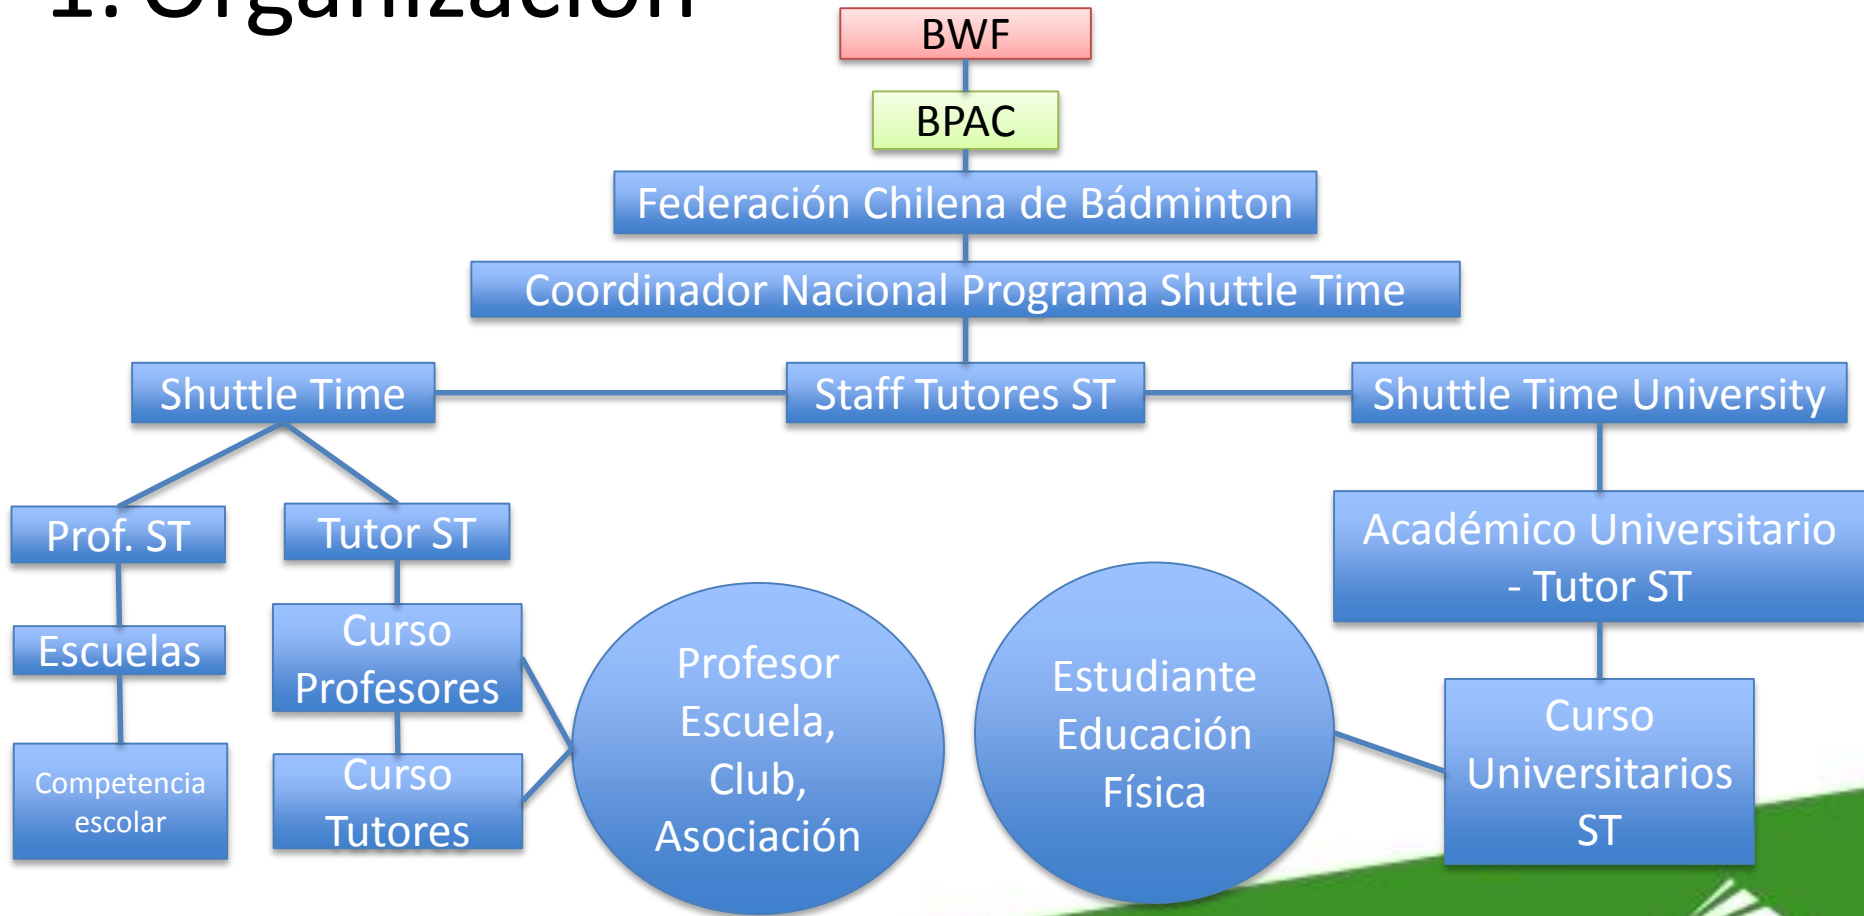 1. Organización
BWF
BPAC
Federación Chilena de Bádminton
Coordinador Nacional Programa Shuttle Time
Shuttle Time
Staff Tutores ST
Shuttle Time University
Prof. ST
Tutor ST
Académico Universitario
- Tutor ST
Escuelas
Curso
Profesores
Profesor
Escuela,
Club,
Asociación
Estudiante
Educación
Física
Curso
Universitarios
ST
Competencia
escolar
Curso
Tutores